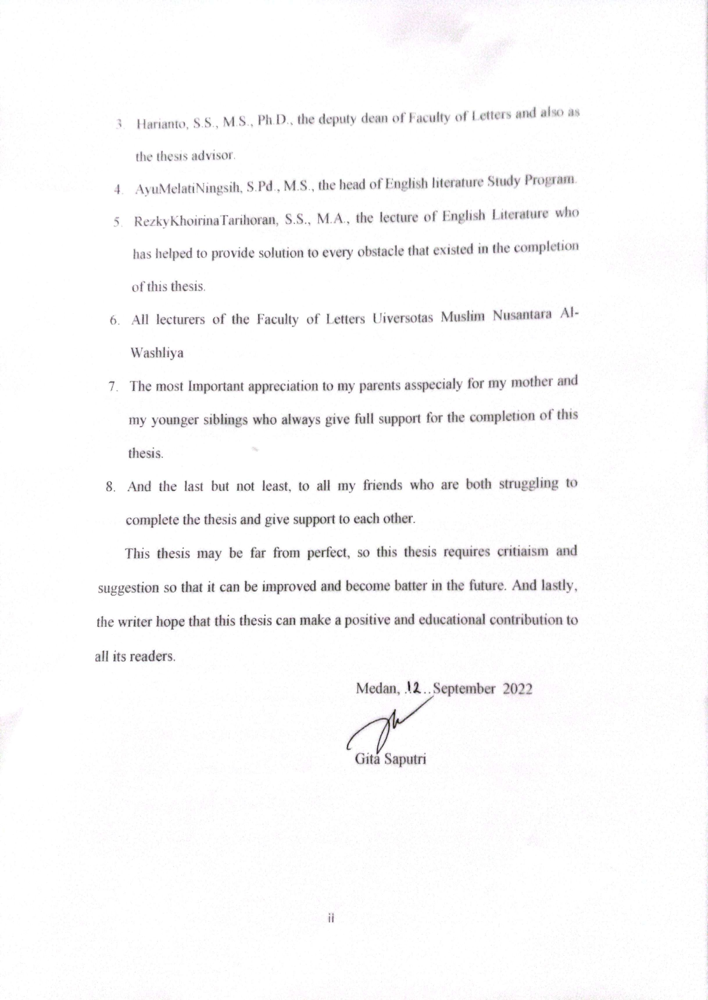 3. Harianto, S.S., M.S., Ph.D., the deputy dean of Faculty of Letters and also as
the thesis advisor.
4. AyuMelatiNingsih, S.Pd., M.S., the head of English literature Study Program.
5. RezkyKhoirinaTarihoran, S.S., M.A., the lecture of English Literature who
has helped to provide solution to every obstacle that existed in the completion
of this thesis.
6. All lecturers of the Faculty of Letters Uiversotas Muslim Nusantara Al-
Washliya
7. The most Important appreciation to my parents asspecialy for my mother and
my younger siblings who always give full support for the completion of this
thesis.
8. And the last but not least, to all my friends who are both struggling to
complete the thesis and give support to each other.
This thesis may be far from perfect, so this thesis requires critiaism and
suggestion so that it can be improved and become batter in the future. And lastly,
the writer hope that this thesis can make a positive and educational contribution to
all its readers.
Medan, .12.. September 2022
Gita Saputri
ii